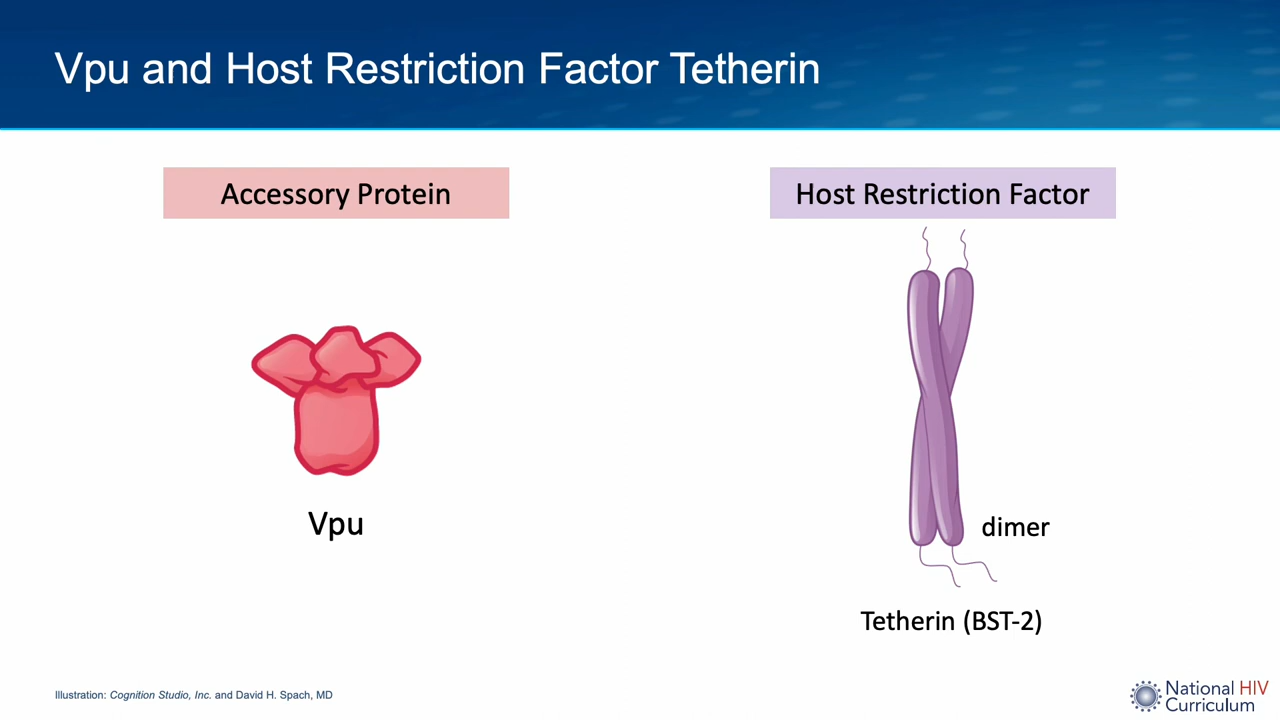 Vpu and Host Restriction Factor Tetherin
Accessory Protein
Host Restriction Factor
Vpu
dimer
Tetherin (BST-2)
Illustration: Cognition Studio, Inc. and David H. Spach, MD
National HIV
Curriculum